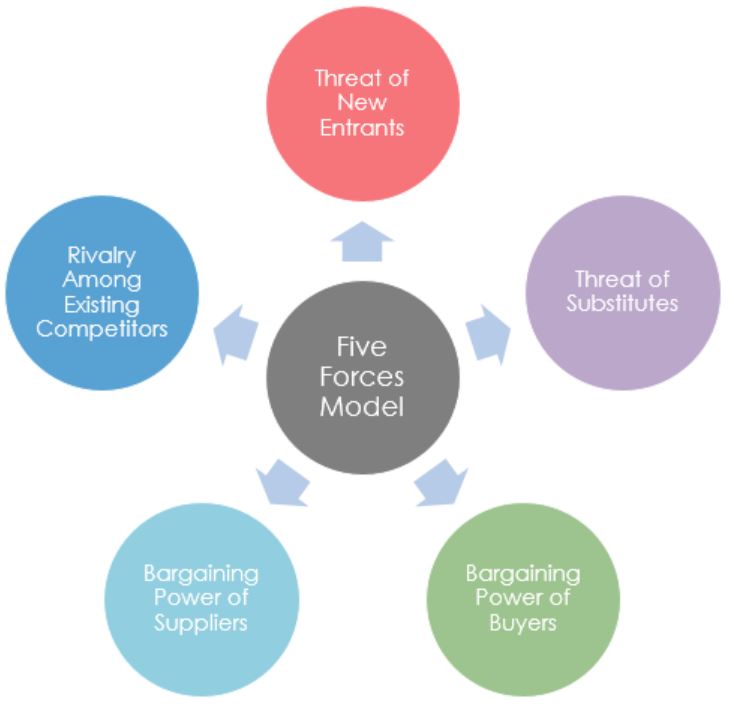 Threat of
New
Entrants
Rivalry
Among
Existing
Competitors
Threat of
Substitutes
Five
Forces
Model
Bargaining
Power of
Suppliers
Bargaining
Power of
Buyers